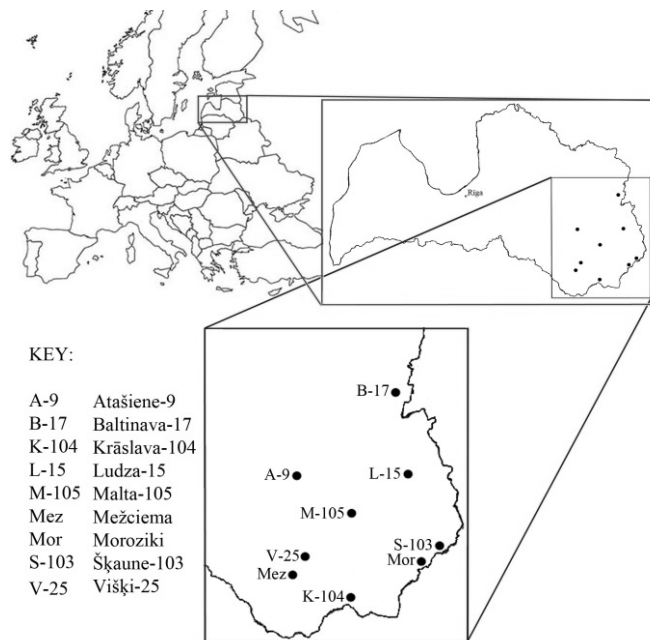 Rīga
KEY:
A-9 Atašiene-9
B-17 Baltinava-17
K-104 Krāslava-104
L-15 Ludza-15
M-105 Malta-105
Mez Mežciema
Mor Moroziki
S-103 Šķaune-103
V-25 Višķi-25
B-17
A-9
L-15
M-105
S-103
V-25
Mor
Mez
K-104